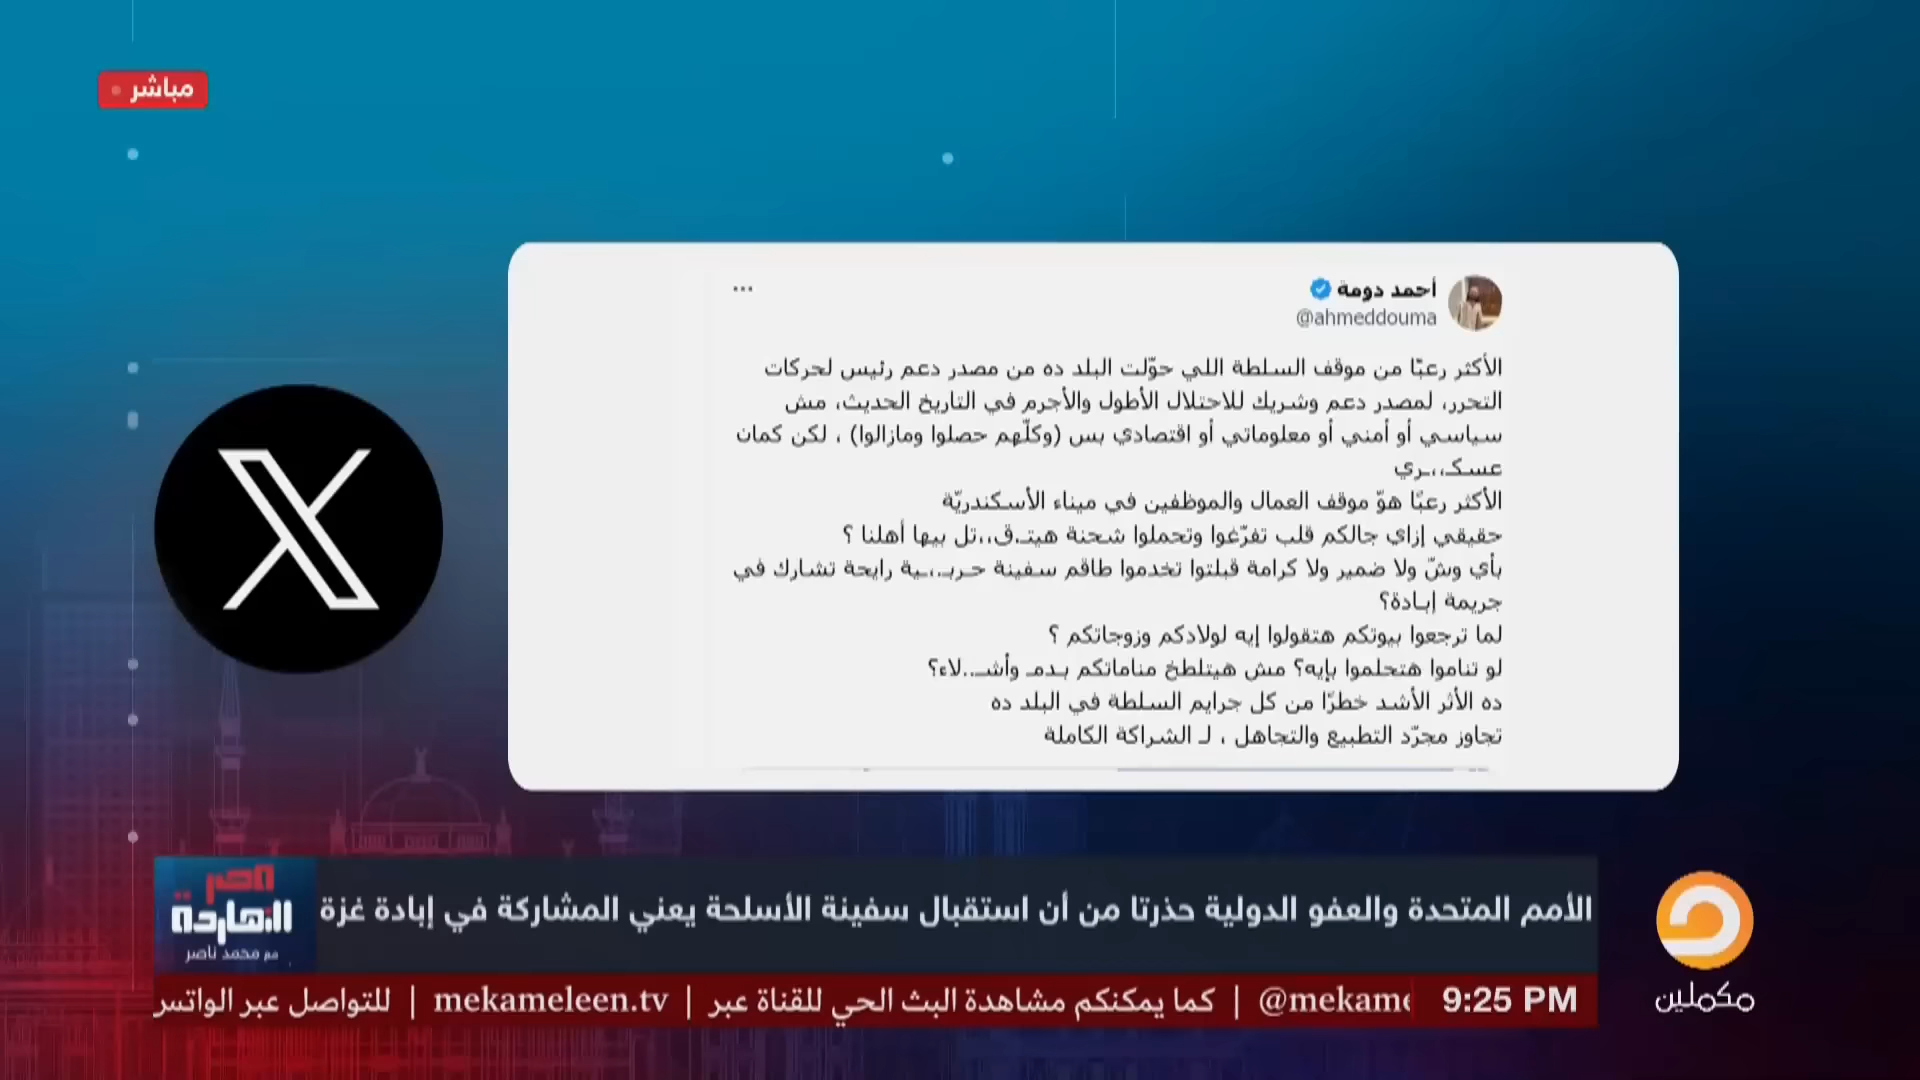 مباشر
أحمد دومة
@ahmeddouma
الأكثر رعبًا من موقف السلطة اللي حوّلت البلد ده من مصدر دعم رئيس لحركات
التحرر، لمصدر دعم وشريك للاحتلال الأطول والأجرم في التاريخ الحديث، مش
سياسي أو أمني أو معلوماتي أو اقتصادي بس (وكلّهم حصلوا ومازالوا) ، لكن كمان
عسكـ،،ـري
الأكثر رعبًا هوّ موقف العمال والموظفين في ميناء الأسكندريّة
حقيقي إزاي جالكم قلب تفرّغوا وتحملوا شحنة هيتـ.ق،،تل بيها أهلنا ؟
بأي وشّ ولا ضمير ولا كرامة قبلتوا تخدموا طاقم سفينة حـربـ،،ـية رايحة تشارك في
جريمة إبـادة؟
لما ترجعوا بيوتكم هتقولوا إيه لولادكم وزوجاتكم ؟
لو تناموا هتحلموا بإيه؟ مش هيتلطخ مناماتكم بـدمـ وأشـ..لاء؟
ده الأثر الأشد خطرًا من كل جرايم السلطة في البلد ده
تجاوز مجرّد التطبيع والتجاهل ، لـ الشراكة الكاملة
مصر
النهاردة
مع محمد ناصر
الأمم المتحدة والعفو الدولية حذرتا من أن استقبال سفينة الأسلحة يعني المشاركة في إبادة غزة
9:25 PM
@mekame | كما يمكنكم مشاهدة البث الحي للقناة عبر | mekameleen.tv | للتواصل عبر الواتس
مكملين